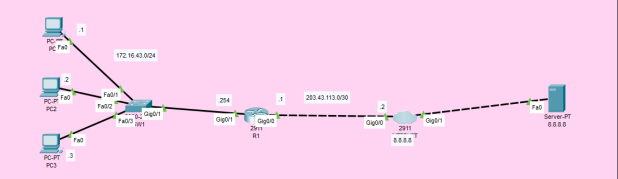 .1
PC-PT
PC
Fa0
172.16.43.0/24
.2
PC-PT
PC2
Fa0
Fa0/1
Fa0/2
Fa0/3
Gig0/1
SW1
.3
PC-PT
PC3
Fa0
.254
Gig0/1
2911
R1
Gig0/0
.1
203.43.113.0/30
.2
Gig0/0
2911
8.8.8.8
Gig0/1
Fa0
Server-PT
8.8.8.8